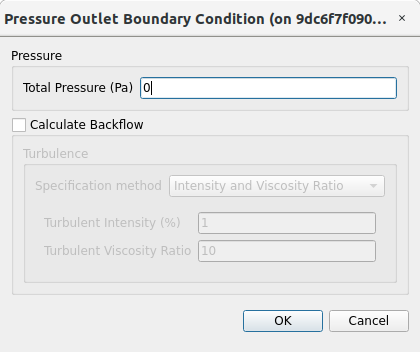 Pressure Outlet Boundary Condition (on 9dc6f7f090...
Pressure
Total Pressure (Pa) 0
Calculate Backflow
Turbulence
Specification method Intensity and Viscosity Ratio
Turbulent Intensity (%) 1
Turbulent Viscosity Ratio 10
OK Cancel